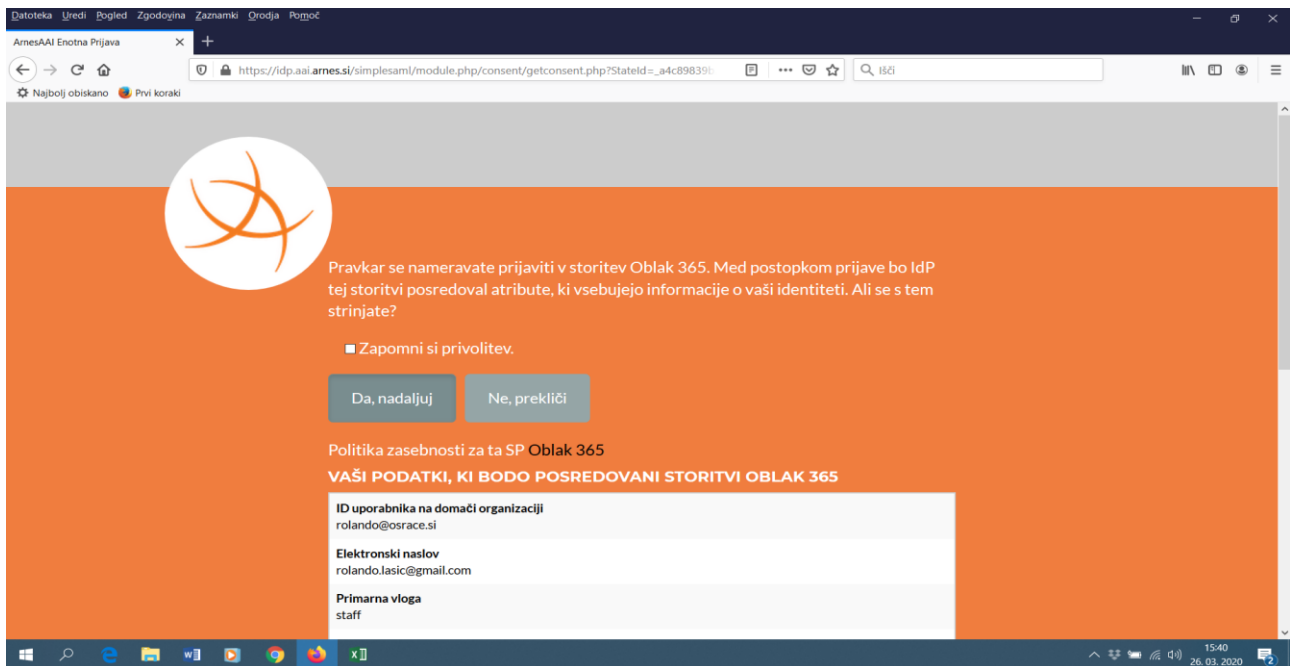 Datoteka Uredi Pogled Zgodovina Zaznamki Orodja Pomoč
ArnesAAI Enotna Prijava
https://idp.aai.arnes.si/simplesaml/module.php/consent/getconsent.php?StateId=_a4c89839b
Išči
Najbolj obiskano Prvi koraki
Pravkar se nameravate prijaviti v storitev Oblak 365. Med postopkom prijave bo IdP
tej storitvi posredoval atribute, ki vsebujejo informacije o vaši identiteti. Ali se s tem
strinjate?
Zapomni si privolitev.
Da, nadaljuj Ne, prekliči
Politika zasebnosti za ta SP Oblak 365
VAŠI PODATKI, KI BODO POSREDOVANI STORITVI OBLAK 365
ID uporabnika na domači organizaciji
rolando@osrace.si
Elektronski naslov
rolando.lasic@gmail.com
Primarna vloga
staff
15:40
26. 03. 2020
2